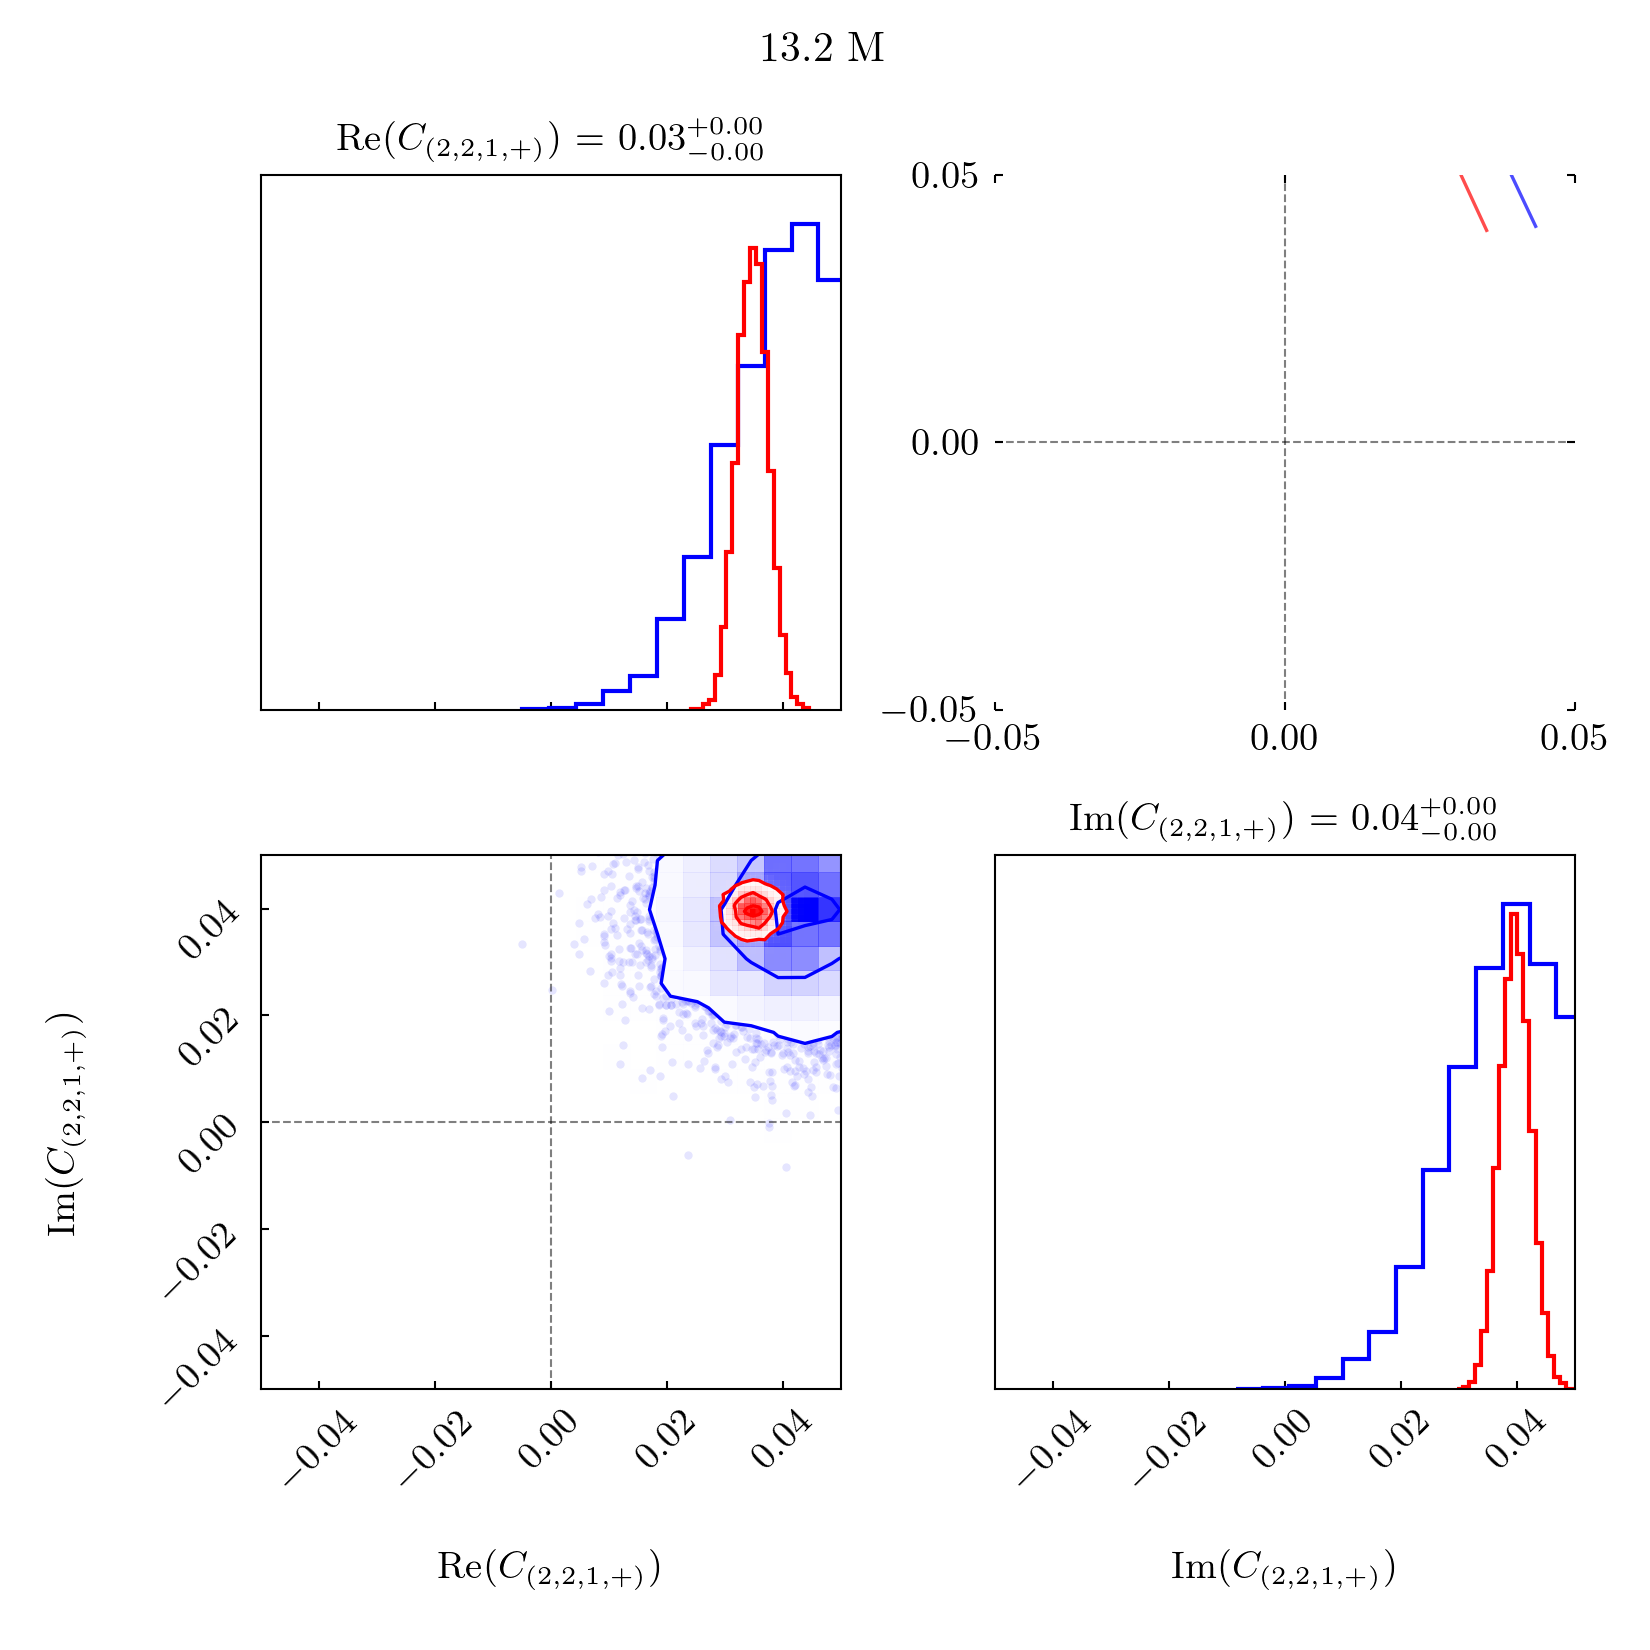 13.2 M
Re(C_{(2,2,1,+)}) = 0.03^{+0.00}_{−0.00}
0.05
0.00
−0.05
−0.05 0.00 0.05
Im(C_{(2,2,1,+)}) = 0.04^{+0.00}_{−0.00}
Im(C_{(2,2,1,+)})
0.04
0.02
0.00
−0.02
−0.04
−0.04 −0.02 0.00 0.02 0.04
−0.04 −0.02 0.00 0.02 0.04
Re(C_{(2,2,1,+)})
Im(C_{(2,2,1,+)})